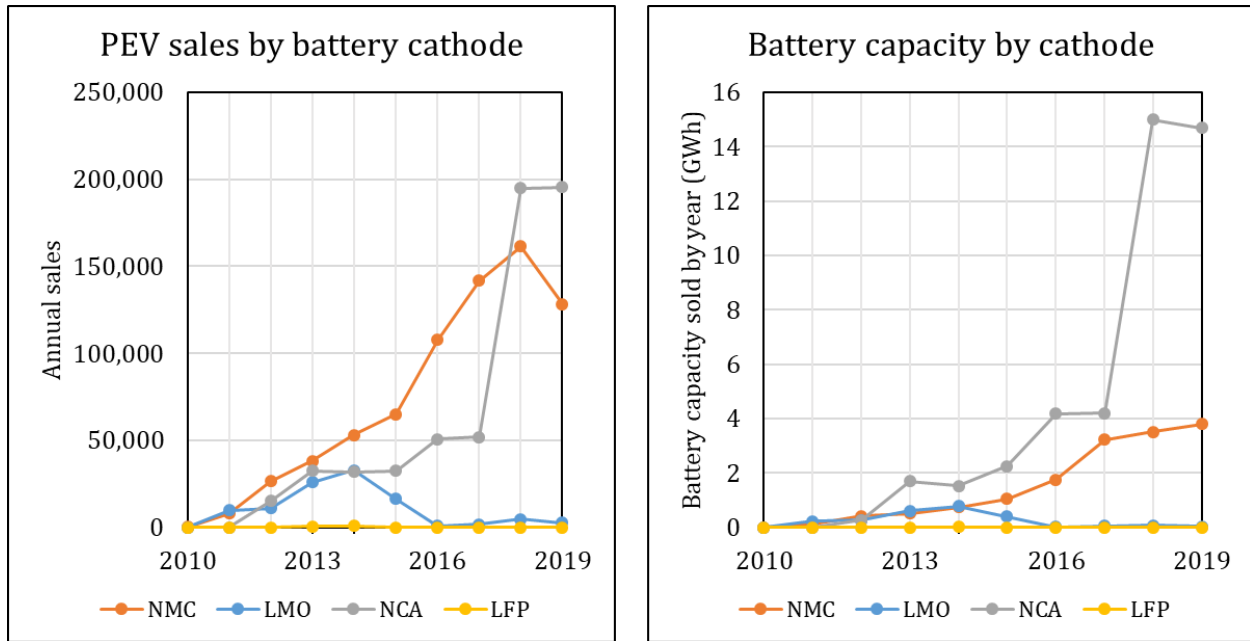 PEV sales by battery cathode
Annual sales
250,000
200,000
150,000
100,000
50,000
0
2010 2013 2016 2019
NMC LMO NCA LFP
Battery capacity by cathode
Battery capacity sold by year (GWh)
16
14
12
10
8
6
4
2
0
2010 2013 2016 2019
NMC LMO NCA LFP